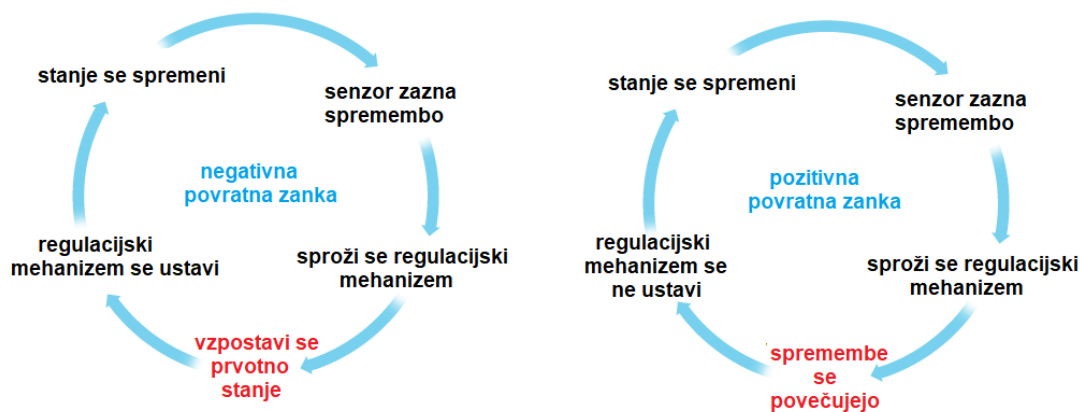 stanje se spremeni
senzor zazna
spremembo
negativna
povratna zanka
sproži se regulacijski
mehanizem
vzpostavi se
prvotno
stanje
regulacijski
mehanizem se ustavi
stanje se spremeni
senzor zazna
spremembo
pozitivna
povratna zanka
sproži se regulacijski
mehanizem
spremembe
se
povečujejo
regulacijski
mehanizem se
ne ustavi